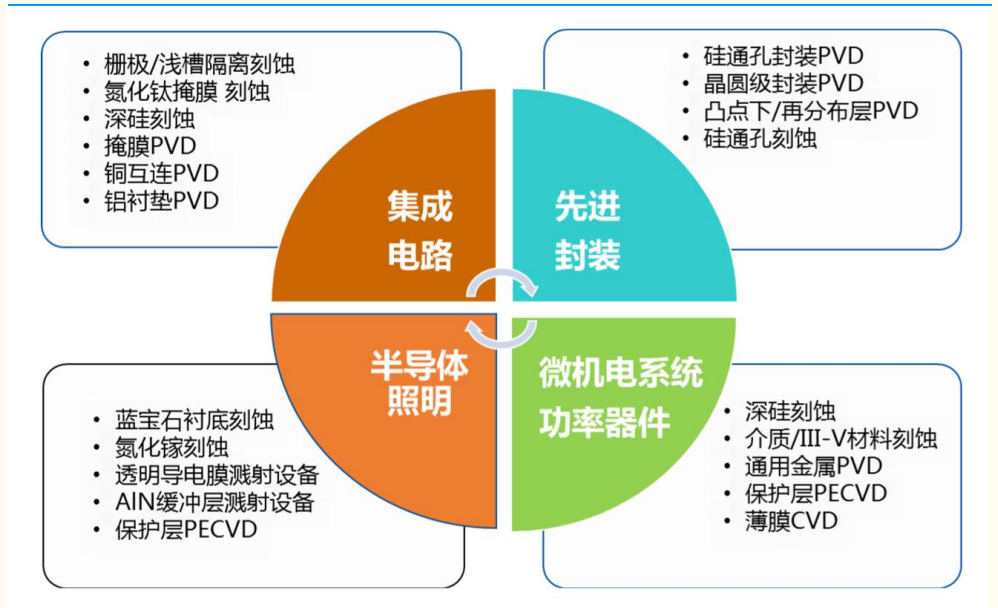 • 栅极/浅槽隔离刻蚀
• 氮化钛掩膜 刻蚀
• 深硅刻蚀
• 掩膜PVD
• 铜互连PVD
• 铝衬垫PVD
• 硅通孔封装PVD
• 晶圆级封装PVD
• 凸点下/再分布层PVD
• 硅通孔刻蚀
集成
电路
先进
封装
半导体
照明
微机电系统
功率器件
• 蓝宝石衬底刻蚀
• 氮化镓刻蚀
• 透明导电膜溅射设备
• AlN缓冲层溅射设备
• 保护层PECVD
• 深硅刻蚀
• 介质/III-V材料刻蚀
• 通用金属PVD
• 保护层PECVD
• 薄膜CVD